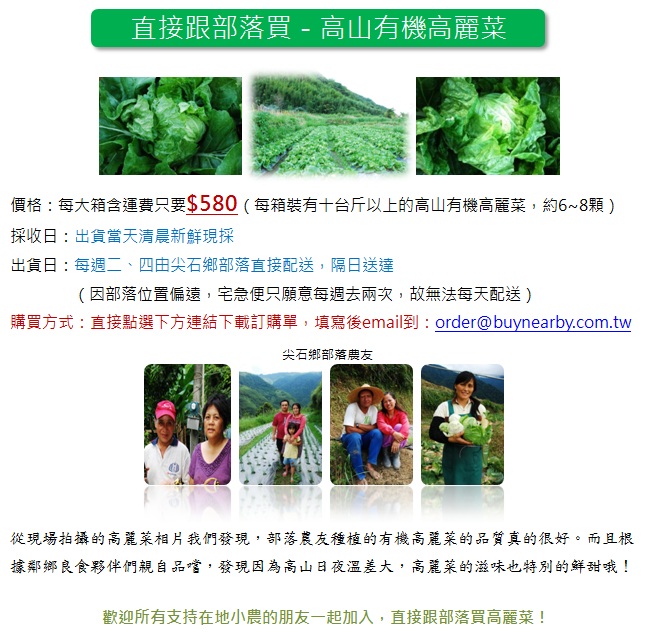 直接跟部落買 - 高山有機高麗菜
價格：每大箱含運費只要$580（每箱裝有十台斤以上的高山有機高麗菜，約6~8顆）
採收日：出貨當天清晨新鮮現採
出貨日：每週二、四由尖石鄉部落直接配送，隔日送達
（因部落位置偏遠，宅急便只願意每週去兩次，故無法每天配送）
購買方式：直接點選下方連結下載訂購單，填寫後email到：order@buynearby.com.tw
尖石鄉部落農友
從現場拍攝的高麗菜相片我們發現，部落農友種植的有機高麗菜的品質真的很好。而且根
據鄰鄉良食夥伴們親自品嚐，發現因為高山日夜溫差大，高麗菜的滋味也特別的鮮甜哦！
歡迎所有支持在地小農的朋友一起加入，直接跟部落買高麗菜！